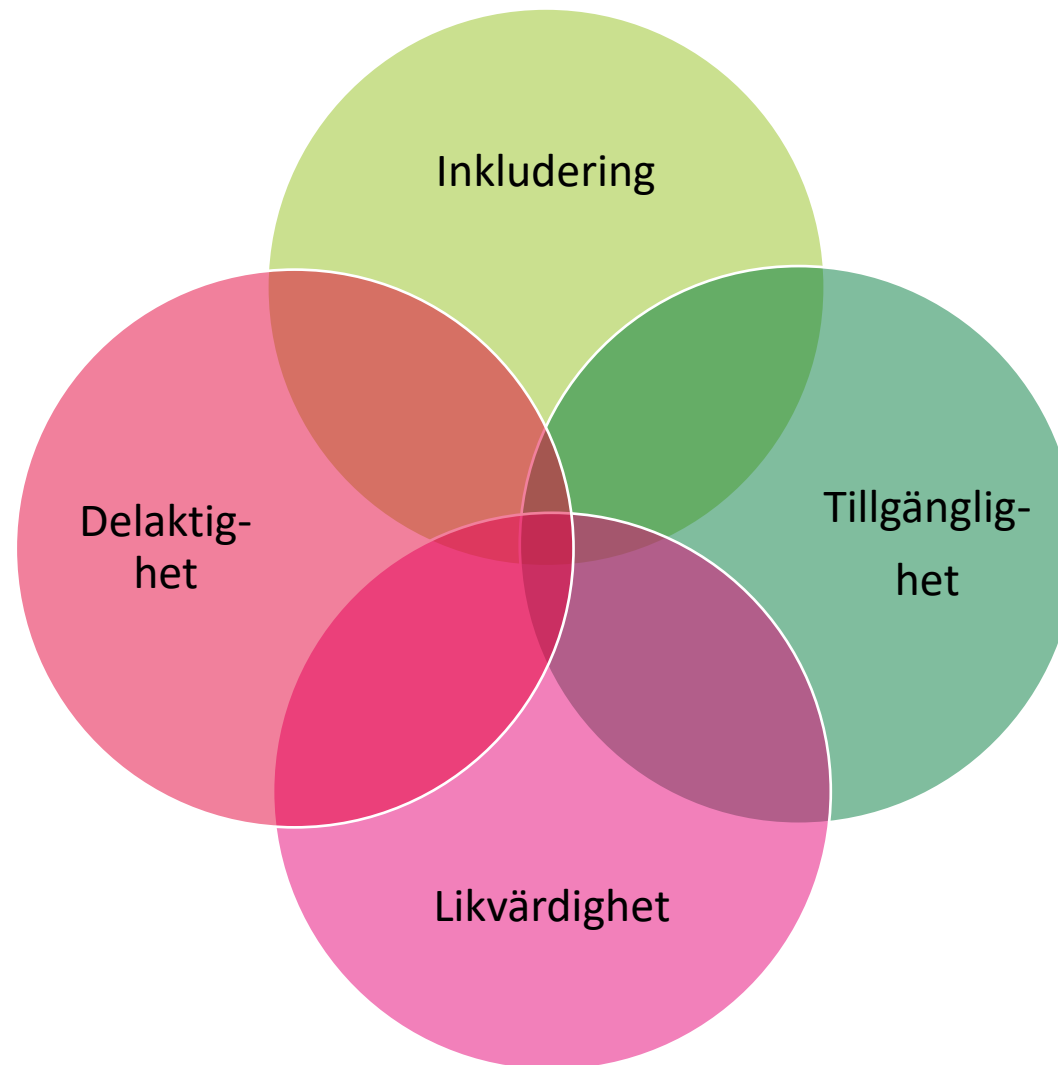 Inkludering
Delaktig-
het
Tillgänglig-
het
Likvärdighet